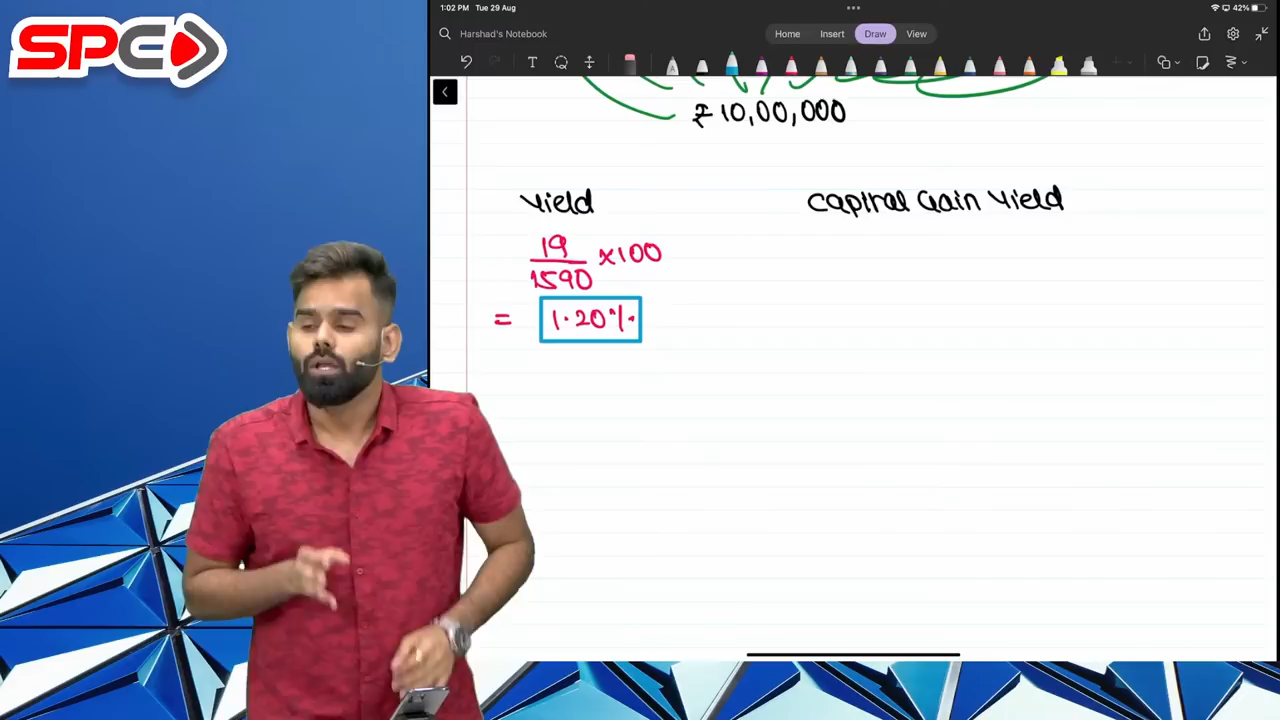 SPC
1:02 PM Tue 29 Aug
42%
Harshad's Notebook
Home Insert Draw View
₹10,00,000
Yield
Capital Gain Yield
19
1590
×100
= 1.20%